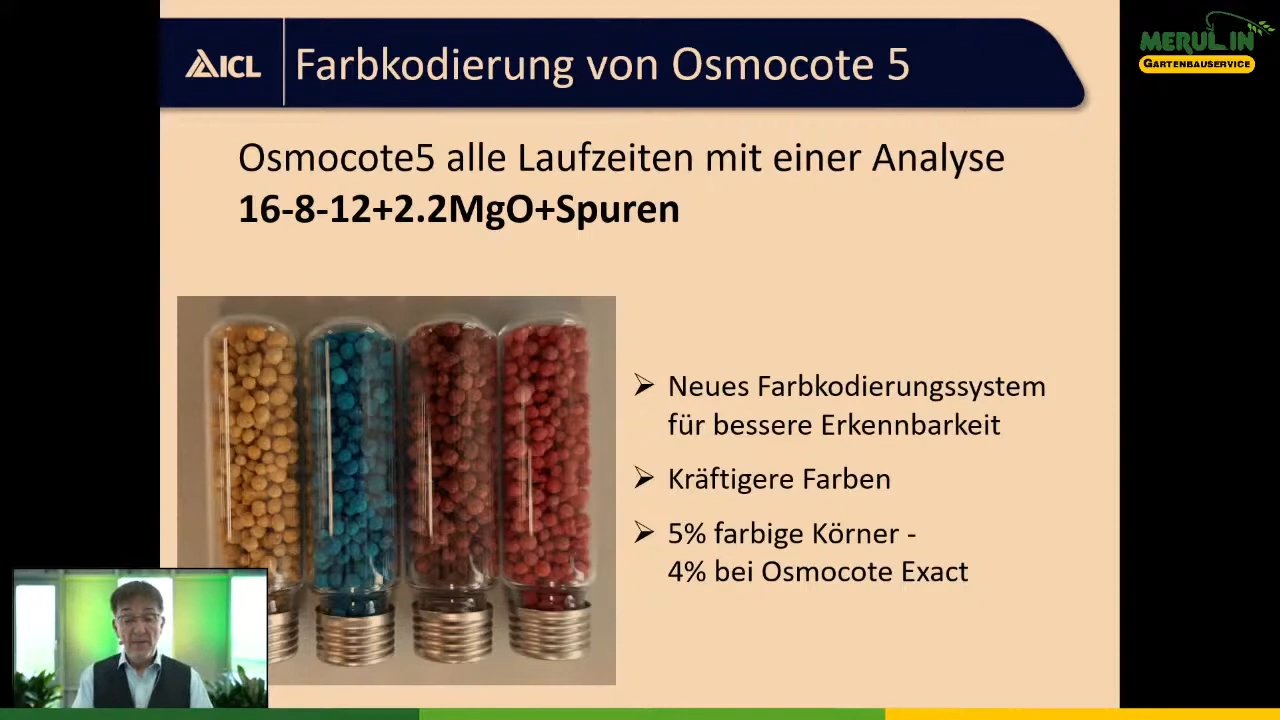 ICL
Farbkodierung von Osmocote 5
MERULIN
GARTENBAUSERVICE
Osmocote5 alle Laufzeiten mit einer Analyse
16-8-12+2.2MgO+Spuren
➢ Neues Farbkodierungssystem
für bessere Erkennbarkeit
➢ Kräftigere Farben
➢ 5% farbige Körner -
4% bei Osmocote Exact